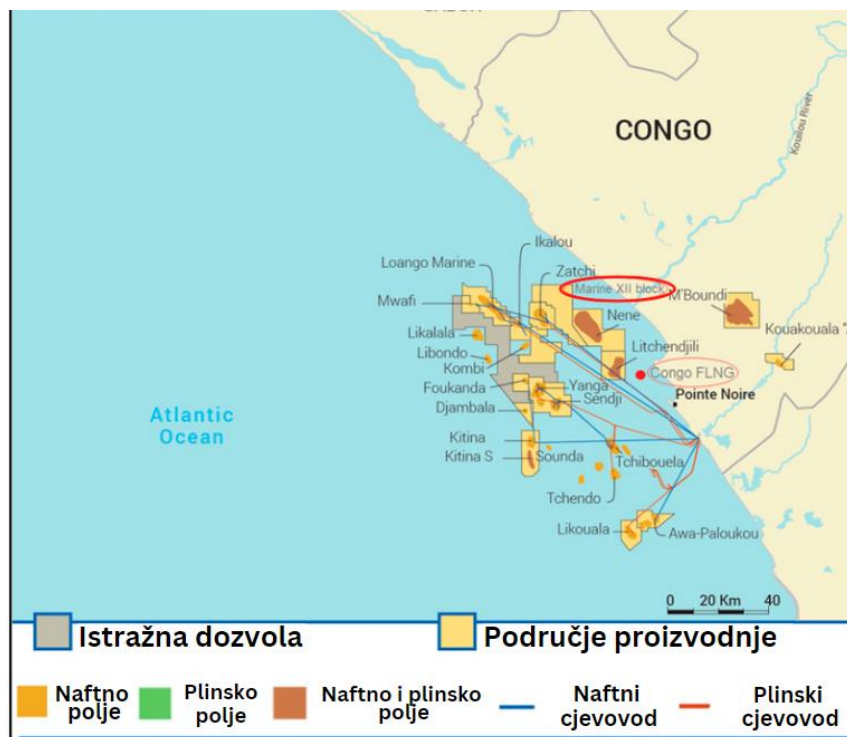 CONGO
Kouilou River
Ikalou
Loango Marine
Zatchi
Marine XII block
Mwafi
M'Boundi
Nene
Kouakouala
Likalala
Litchendjili
Libondo
Kombi
Congo FLNG
Foukanda
Yanga
Pointe Noire
Sendji
Djambala
Atlantic
Ocean
Kitina
Kitina S
Sounda
Tchibouela
Tchendo
Likouala
Awa-Paloukou
0 20 Km 40
Istražna dozvola
Područje proizvodnje
Naftno
polje
Plinsko
polje
Naftno i plinsko
polje
Naftni
cjevovod
Plinski
cjevovod